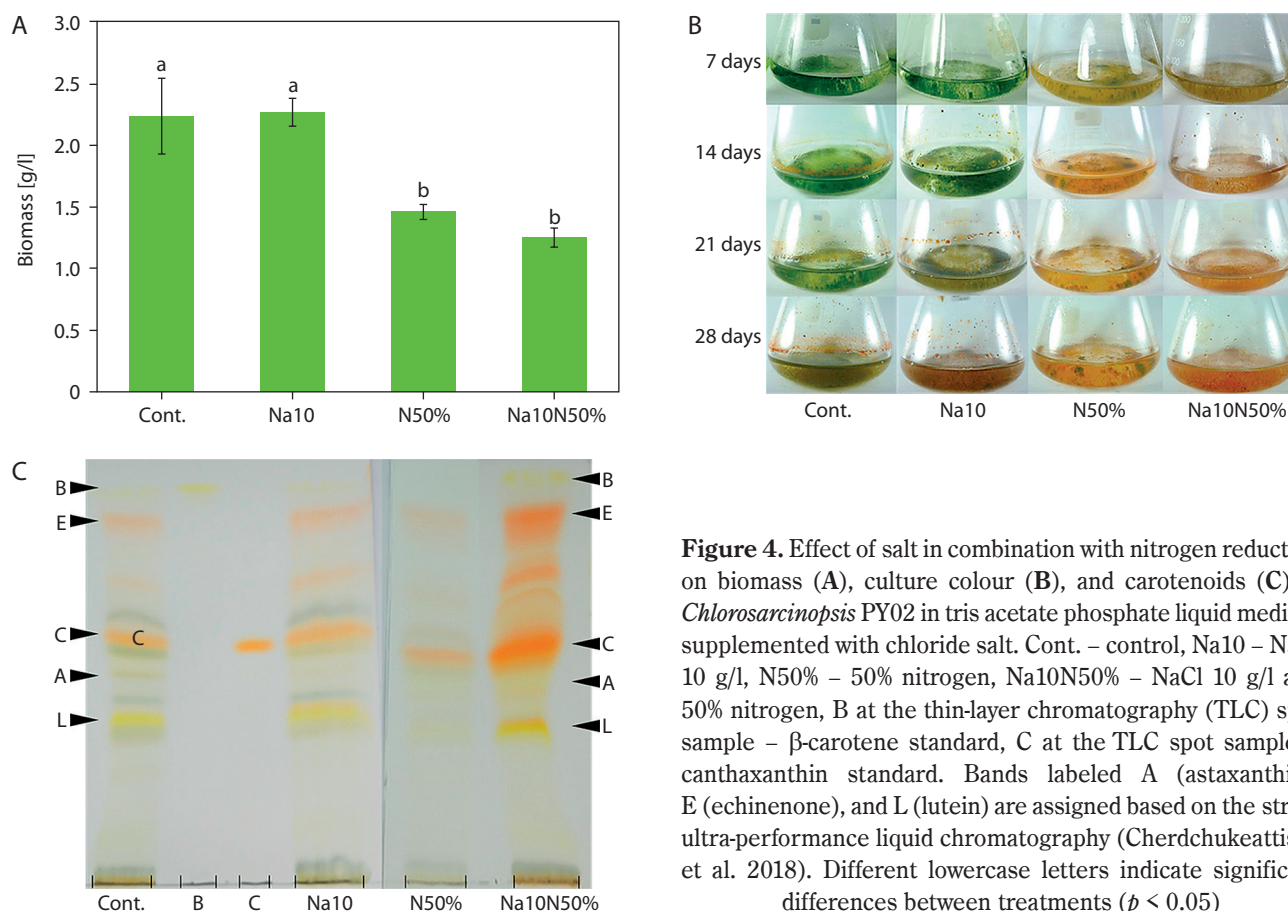 A
3.0
2.5
2.0
1.5
1.0
0.5
0
Biomass [g/l]
a
a
b
b
Cont. Na10 N50% Na10N50%
B
7 days
14 days
21 days
28 days
Cont. Na10 N50% Na10N50%
C
B
E
C
A
L
C
B
E
C
A
L
Cont. B C Na10 N50% Na10N50%
Figure 4. Effect of salt in combination with nitrogen reduct
on biomass (A), culture colour (B), and carotenoids (C)
Chlorosarcinopsis PY02 in tris acetate phosphate liquid medi
supplemented with chloride salt. Cont. – control, Na10 – N
10 g/l, N50% – 50% nitrogen, Na10N50% – NaCl 10 g/l a
50% nitrogen, B at the thin-layer chromatography (TLC) s
sample – β-carotene standard, C at the TLC spot sample
canthaxanthin standard. Bands labeled A (astaxanthi
E (echinenone), and L (lutein) are assigned based on the str
ultra-performance liquid chromatography (Cherdchukeattis
et al. 2018). Different lowercase letters indicate signific
differences between treatments (p < 0.05)